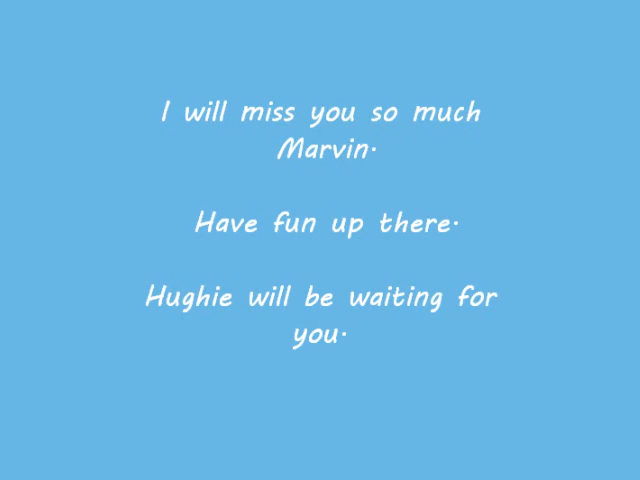 I will miss you so much
Marvin.
Have fun up there.
Hughie will be waiting for
you.